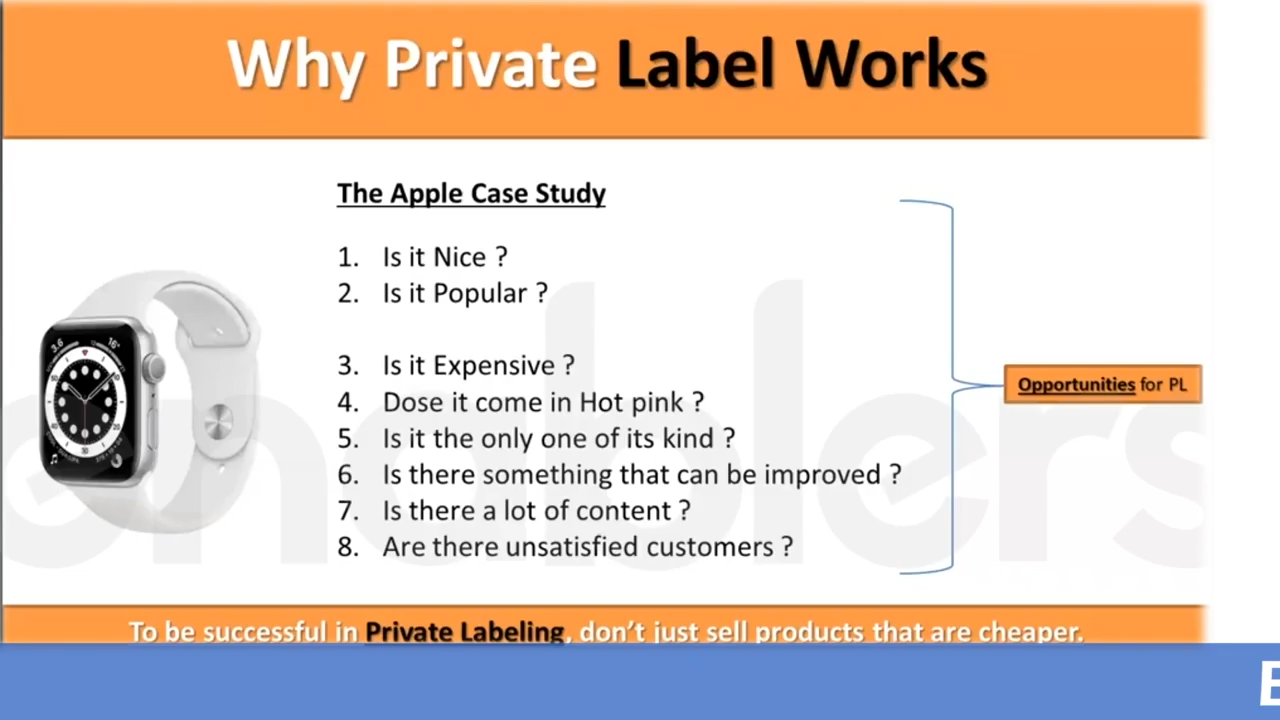 Why Private Label Works
The Apple Case Study
1. Is it Nice ?
2. Is it Popular ?
3. Is it Expensive ?
4. Dose it come in Hot pink ?
5. Is it the only one of its kind ?
6. Is there something that can be improved ?
7. Is there a lot of content ?
8. Are there unsatisfied customers ?
Opportunities for PL
enablers
To be successful in Private Labeling, don't just sell products that are cheaper.